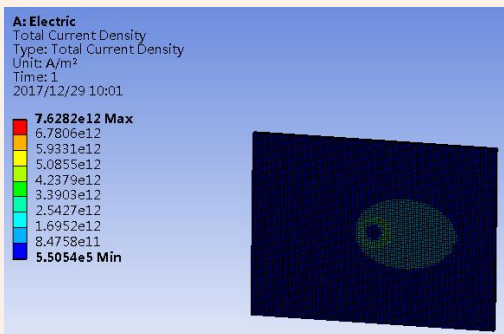 A: Electric
Total Current Density
Type: Total Current Density
Unit: A/m²
Time: 1
2017/12/29 10:01
7.6282e12 Max
6.7806e12
5.9331e12
5.0855e12
4.2379e12
3.3903e12
2.5427e12
1.6952e12
8.4758e11
5.5054e5 Min